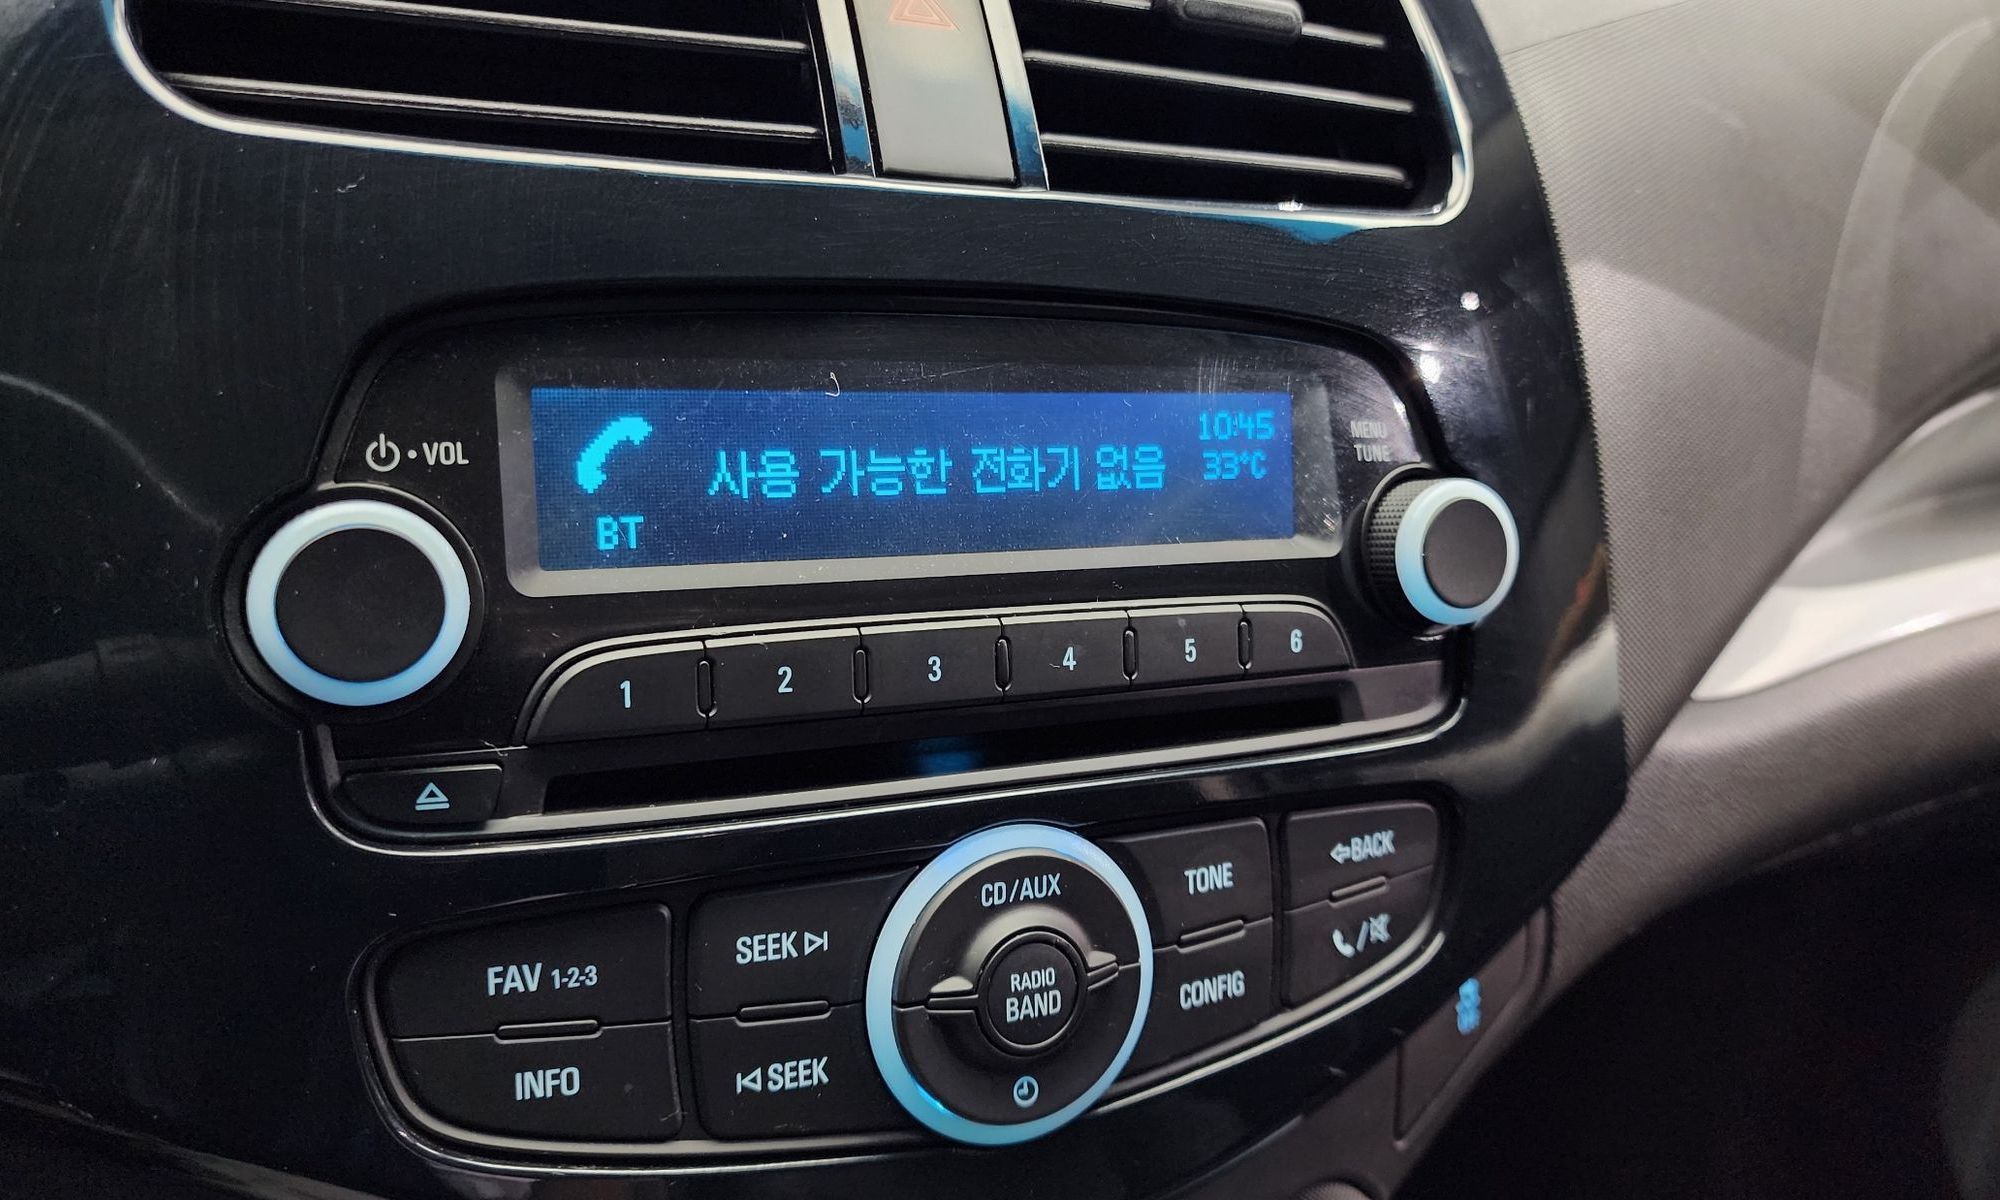 VOL
사용 가능한 전화기 없음
10:45
33°C
BT
MENU
TUNE
1 2 3 4 5 6
CD/AUX
TONE
BACK
FAV 1-2-3
SEEK
RADIO
BAND
CONFIG
INFO
SEEK